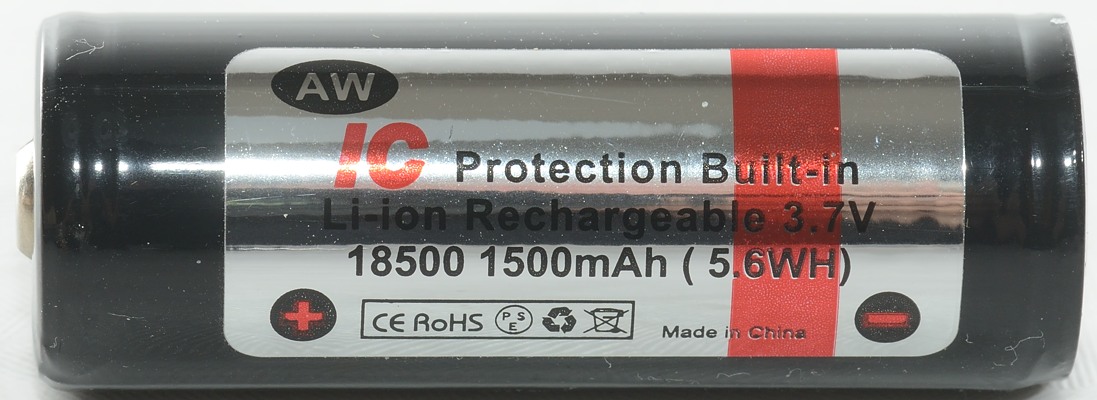 AW
IC Protection Built-in
Li-ion Rechargeable 3.7V
18500 1500mAh ( 5.6WH)
+ CE RoHS PSE Made in China -